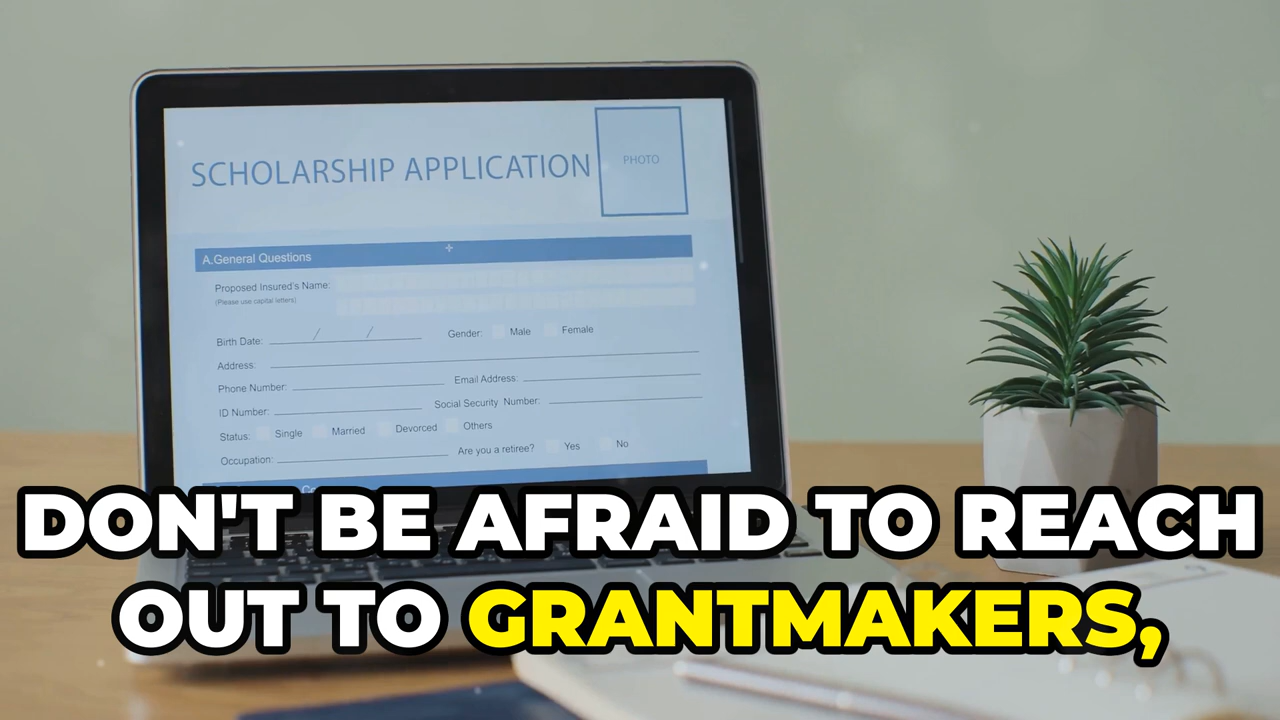 SCHOLARSHIP APPLICATION
PHOTO
A.General Questions
Proposed Insured's Name:
(Please use capital letters)
Birth Date: / / Gender: Male Female
Address:
Phone Number: Email Address:
ID Number: Social Security Number:
Status: Single Married Devorced Others
Occupation: Are you a retiree? Yes No
DON'T BE AFRAID TO REACH
OUT TO GRANTMAKERS,